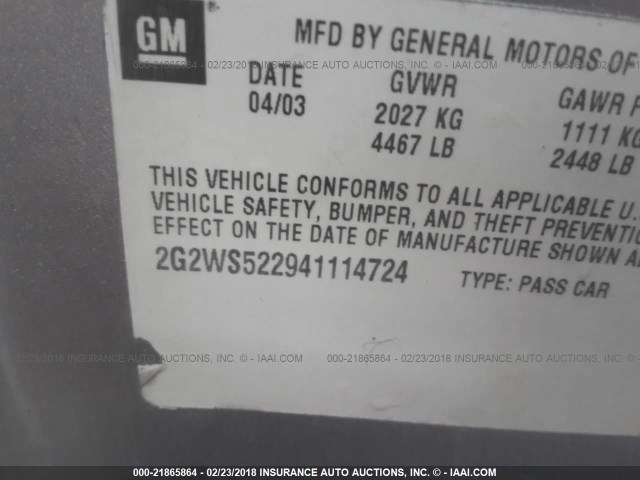 GM
MFD BY GENERAL MOTORS OF
DATE GVWR GAWR F
04/03 2027 KG 1111 KG
4467 LB 2448 LB
THIS VEHICLE CONFORMS TO ALL APPLICABLE U
VEHICLE SAFETY, BUMPER, AND THEFT PREVENTIO
EFFECT ON THE DATE OF MANUFACTURE SHOWN A
2G2WS522941114724 TYPE: PASS CAR
000-21865864 - 02/23/2018 INSURANCE AUTO AUCTIONS, INC. © - IAAI.COM